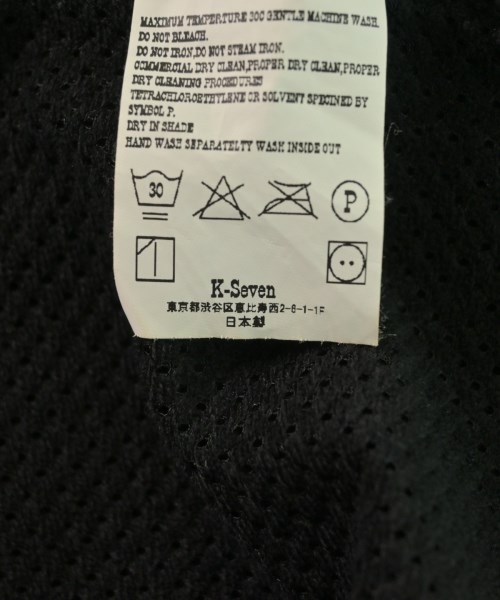 MAXIMUM TEMPERTURE 30C GENTLE MACHINE WASH.
DO NOT BLEACH.
DO NOT IRON,DO NOT STEAM IRON.
COMMERCIAL DRY CLEAN,PROPER DRY CLEAN,PROPER
DRY CLEANING PROCEDURES
TETRACHLOROETHYLENE OR SOLVENT SPECINED BY
SYMBOL P.
DRY IN SHADE
HAND WASH SEPARATELTY WASH INSIDE OUT
30
P
K-Seven
東京都渋谷区恵比寿西2-6-1-1F
日本製